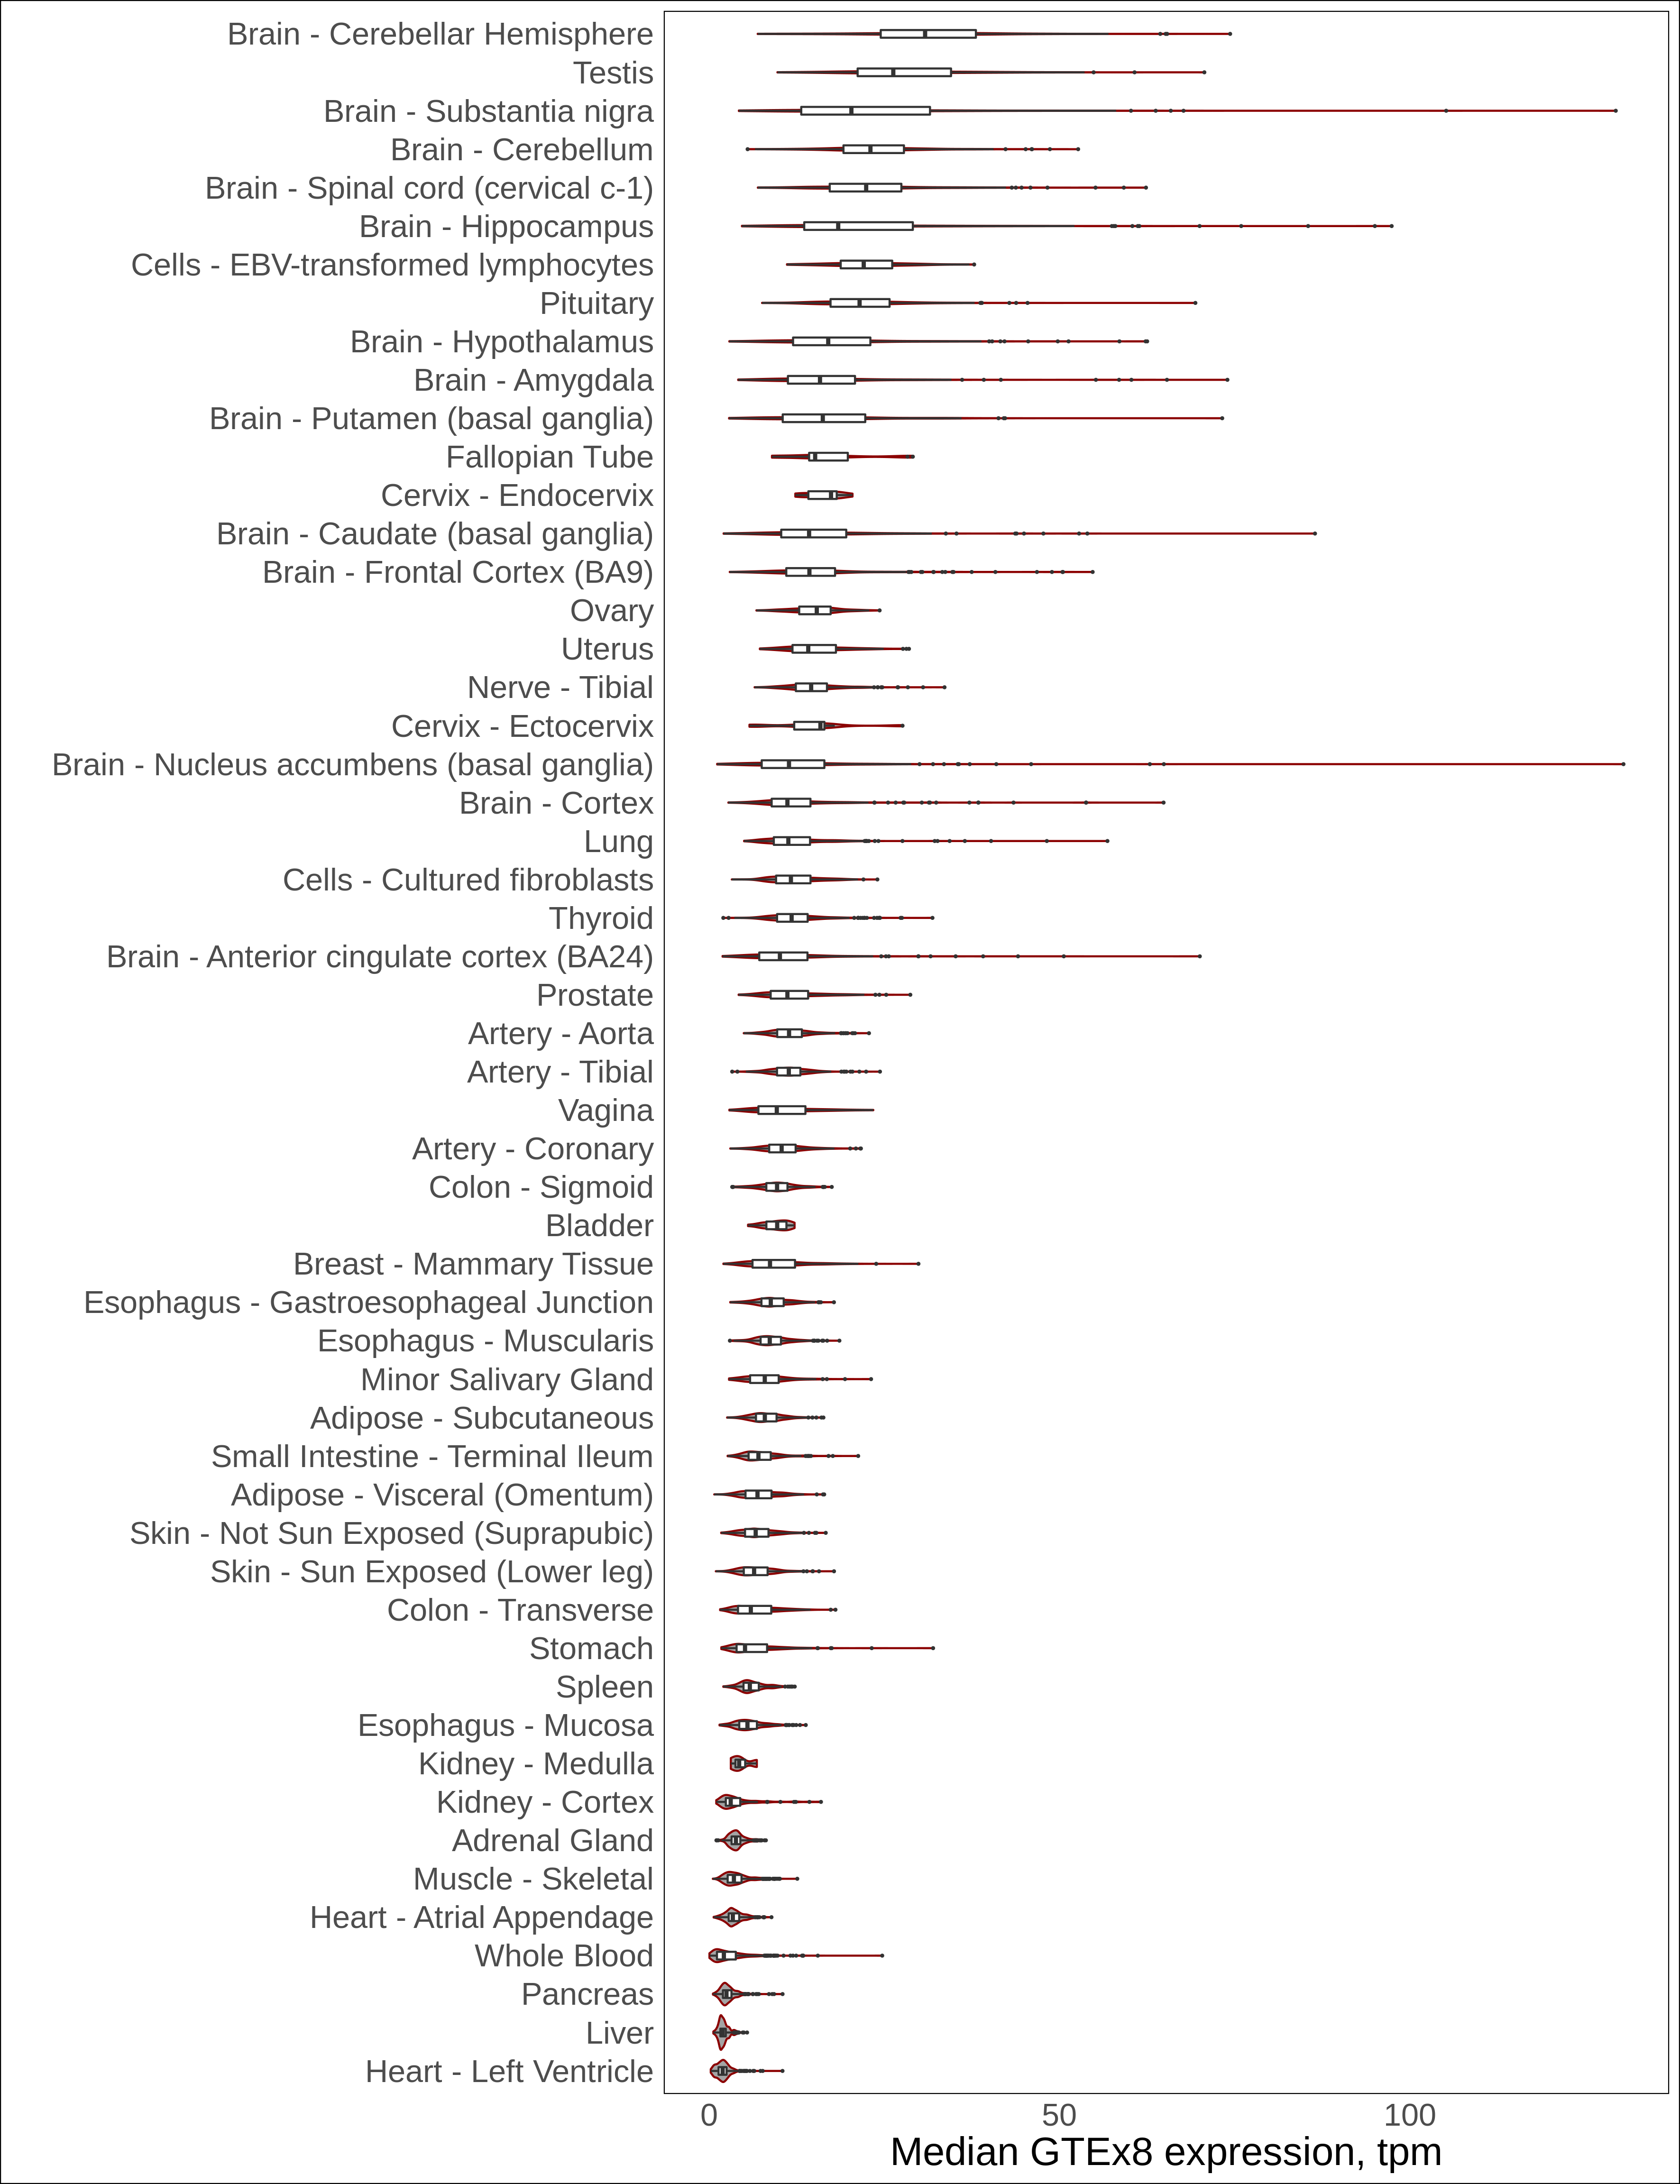 Brain - Cerebellar Hemisphere
Testis
Brain - Substantia nigra
Brain - Cerebellum
Brain - Spinal cord (cervical c-1)
Brain - Hippocampus
Cells - EBV-transformed lymphocytes
Pituitary
Brain - Hypothalamus
Brain - Amygdala
Brain - Putamen (basal ganglia)
Fallopian Tube
Cervix - Endocervix
Brain - Caudate (basal ganglia)
Brain - Frontal Cortex (BA9)
Ovary
Uterus
Nerve - Tibial
Cervix - Ectocervix
Brain - Nucleus accumbens (basal ganglia)
Brain - Cortex
Lung
Cells - Cultured fibroblasts
Thyroid
Brain - Anterior cingulate cortex (BA24)
Prostate
Artery - Aorta
Artery - Tibial
Vagina
Artery - Coronary
Colon - Sigmoid
Bladder
Breast - Mammary Tissue
Esophagus - Gastroesophageal Junction
Esophagus - Muscularis
Minor Salivary Gland
Adipose - Subcutaneous
Small Intestine - Terminal Ileum
Adipose - Visceral (Omentum)
Skin - Not Sun Exposed (Suprapubic)
Skin - Sun Exposed (Lower leg)
Colon - Transverse
Stomach
Spleen
Esophagus - Mucosa
Kidney - Medulla
Kidney - Cortex
Adrenal Gland
Muscle - Skeletal
Heart - Atrial Appendage
Whole Blood
Pancreas
Liver
Heart - Left Ventricle
0 50 100
Median GTEx8 expression, tpm